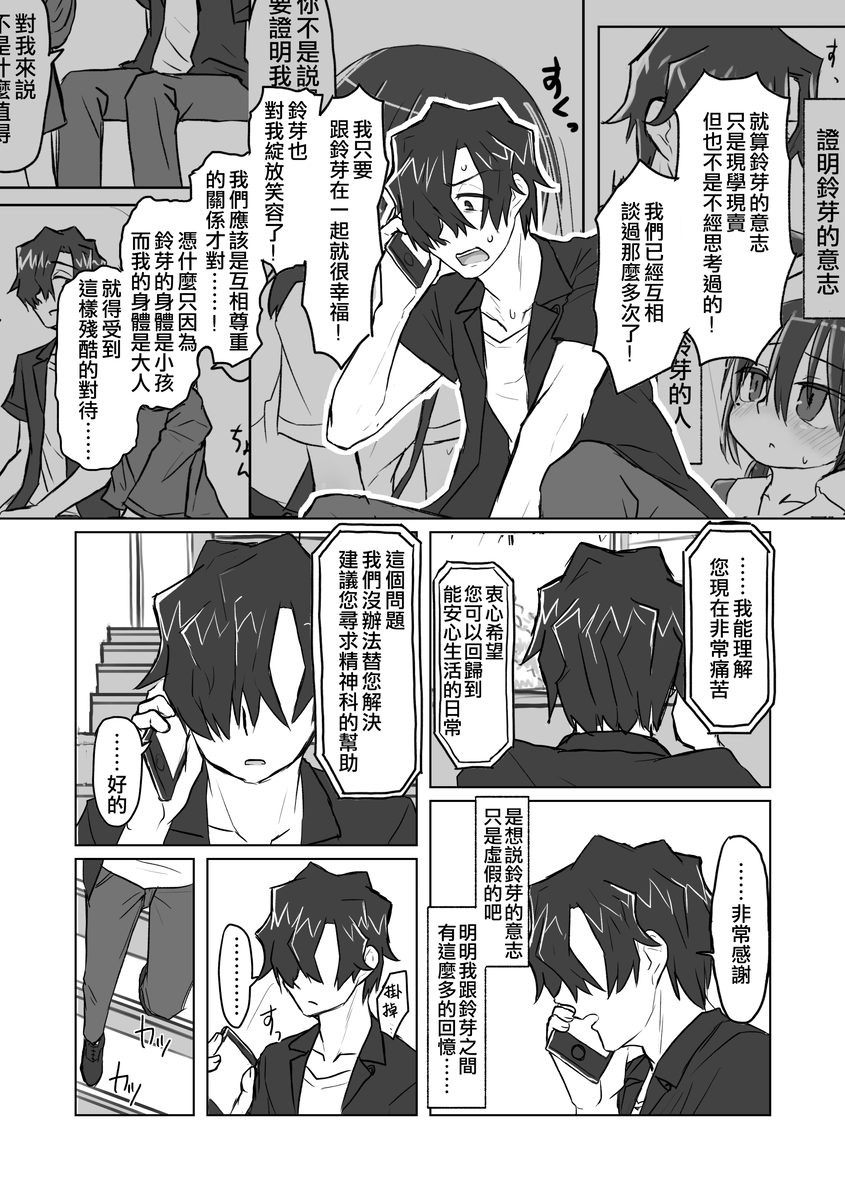 證明鈴芽的意志
就算鈴芽的意志
只是現學現賣
但也不是不經思考過的！
我們已經互相
談過那麼多次了！
鈴芽的人
す、
すくっ
你不是說
要證明我
我只要
跟鈴芽在一起就很幸福！
鈴芽也
對我綻放笑容了！
我們應該是互相尊重
的關係才對……！
憑什麼只因為
鈴芽的身體是小孩
而我的身體是大人
就得受到
這樣殘酷的對待……
ちょん
對我來說
不是什麼值得
……我能理解
您現在非常痛苦
衷心希望
您可以回歸到
能安心生活的日常
這個問題
我們沒辦法替您解決
建議您尋求精神科的幫助
……好的
……非常感謝
是想說鈴芽的意志
只是虛假的吧
明明我跟鈴芽之間
有這麼多的回憶……
掛掉
すっ
………
カッ
カッ